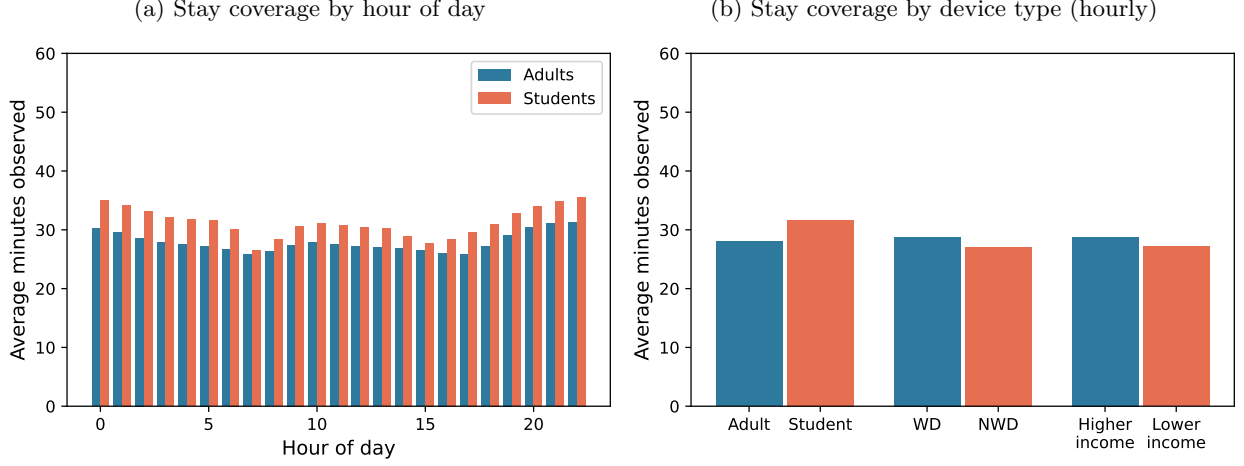 (a) Stay coverage by hour of day
60
50
40
30
20
10
0
Average minutes observed
Adults
Students
0 5 10 15 20
Hour of day
(b) Stay coverage by device type (hourly)
60
50
40
30
20
10
0
Average minutes observed
Adult Student WD NWD Higher income Lower income